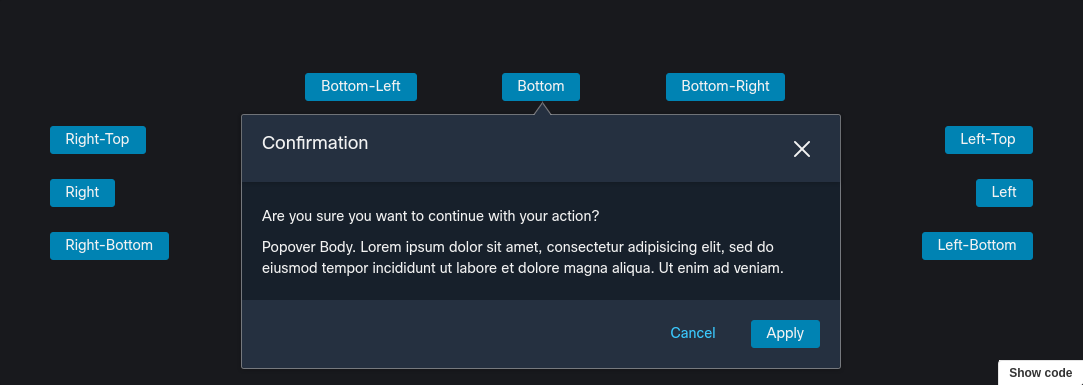 Bottom-Left
Bottom
Bottom-Right
Right-Top
Confirmation
Left-Top
Right
Left
Are you sure you want to continue with your action?
Right-Bottom
Popover Body. Lorem ipsum dolor sit amet, consectetur adipisicing elit, sed do
eiusmod tempor incididunt ut labore et dolore magna aliqua. Ut enim ad veniam.
Left-Bottom
Cancel
Apply
Show code